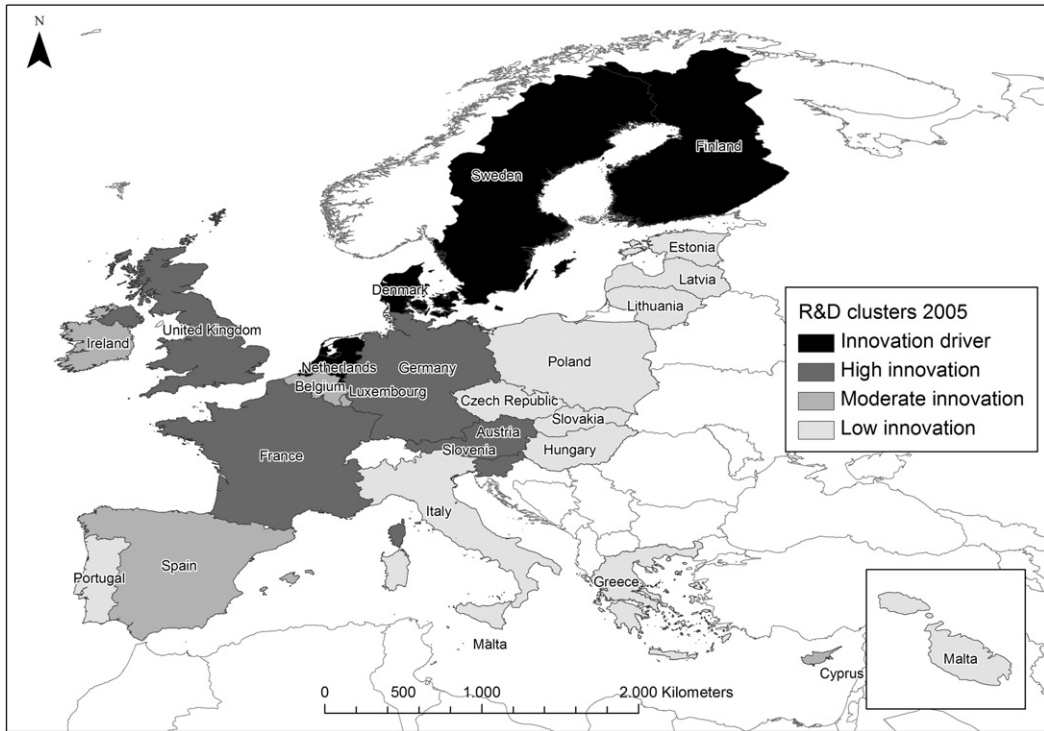 N
Finland
Sweden
Estonia
Latvia
Denmark
Lithuania
United Kingdom
Ireland
Netherlands
Germany
Poland
Belgium
Luxembourg
Czech Republic
Slovakia
Austria
Slovenia
Hungary
France
Italy
Spain
Portugal
Greece
Malta
Cyprus
R&D clusters 2005
Innovation driver
High innovation
Moderate innovation
Low innovation
Malta
0 500 1.000 2.000 Kilometers